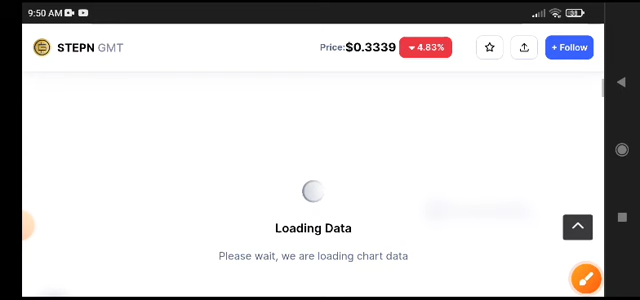 9:50 AM
STEPN GMT
Price:$0.3339 4.83%
+ Follow
Loading Data
Please wait, we are loading chart data